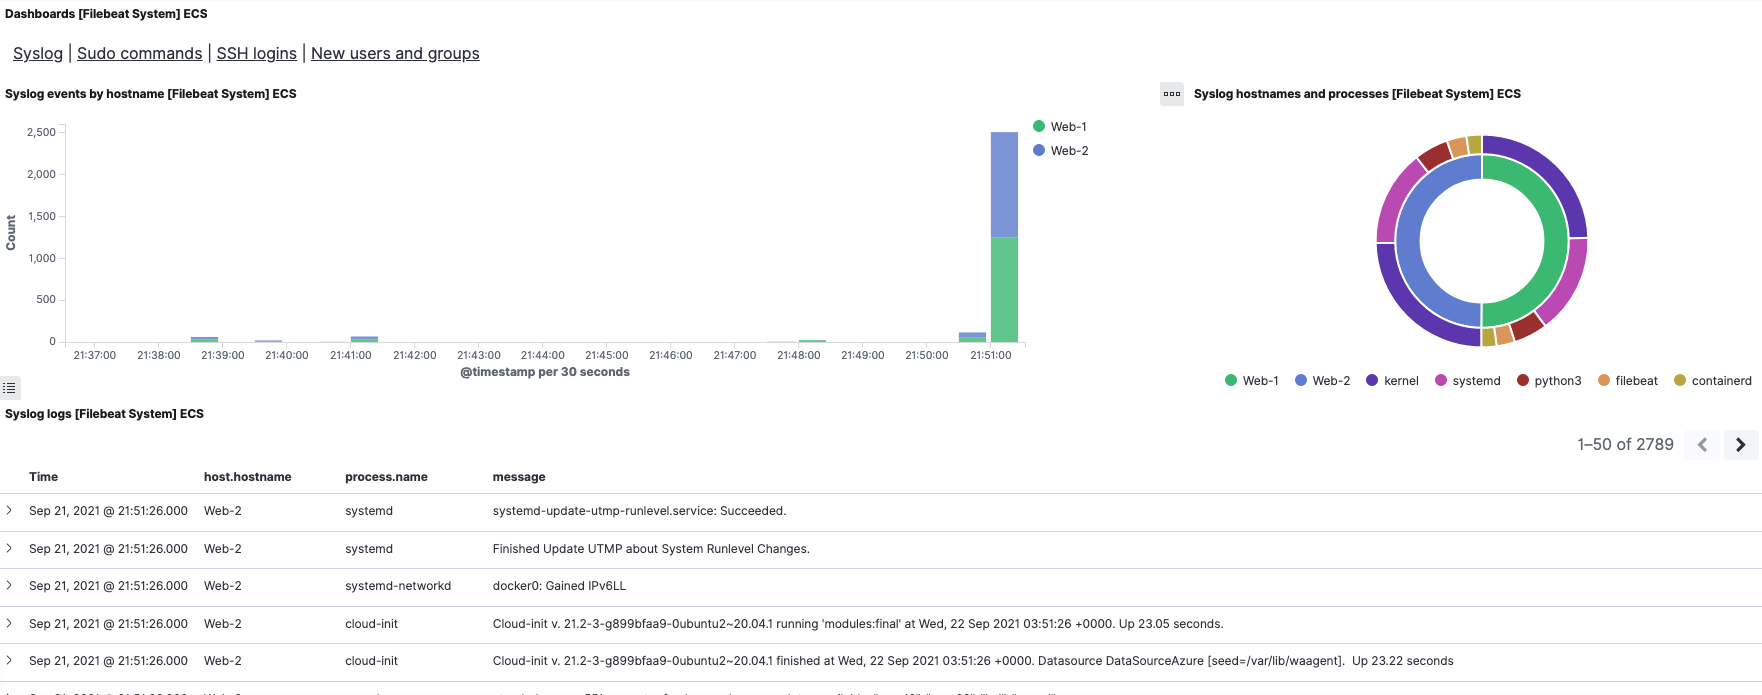 Dashboards [Filebeat System] ECS
Syslog | Sudo commands | SSH logins | New users and groups
Syslog events by hostname [Filebeat System] ECS
2,500
2,000
1,500
1,000
500
0
Count
21:37:00 21:38:00 21:39:00 21:40:00 21:41:00 21:42:00 21:43:00 21:44:00 21:45:00 21:46:00 21:47:00 21:48:00 21:49:00 21:50:00 21:51:00
@timestamp per 30 seconds
Web-1
Web-2
Syslog hostnames and processes [Filebeat System] ECS
Web-1 Web-2 kernel systemd python3 filebeat containerd
Syslog logs [Filebeat System] ECS
1–50 of 2789
Time host.hostname process.name message
Sep 21, 2021 @ 21:51:26.000 Web-2 systemd systemd-update-utmp-runlevel.service: Succeeded.
Sep 21, 2021 @ 21:51:26.000 Web-2 systemd Finished Update UTMP about System Runlevel Changes.
Sep 21, 2021 @ 21:51:26.000 Web-2 systemd-networkd docker0: Gained IPv6LL
Sep 21, 2021 @ 21:51:26.000 Web-2 cloud-init Cloud-init v. 21.2-3-g899bfaa9-0ubuntu2~20.04.1 running 'modules:final' at Wed, 22 Sep 2021 03:51:26 +0000. Up 23.05 seconds.
Sep 21, 2021 @ 21:51:26.000 Web-2 cloud-init Cloud-init v. 21.2-3-g899bfaa9-0ubuntu2~20.04.1 finished at Wed, 22 Sep 2021 03:51:26 +0000. Datasource DataSourceAzure [seed=/var/lib/waagent]. Up 23.22 seconds